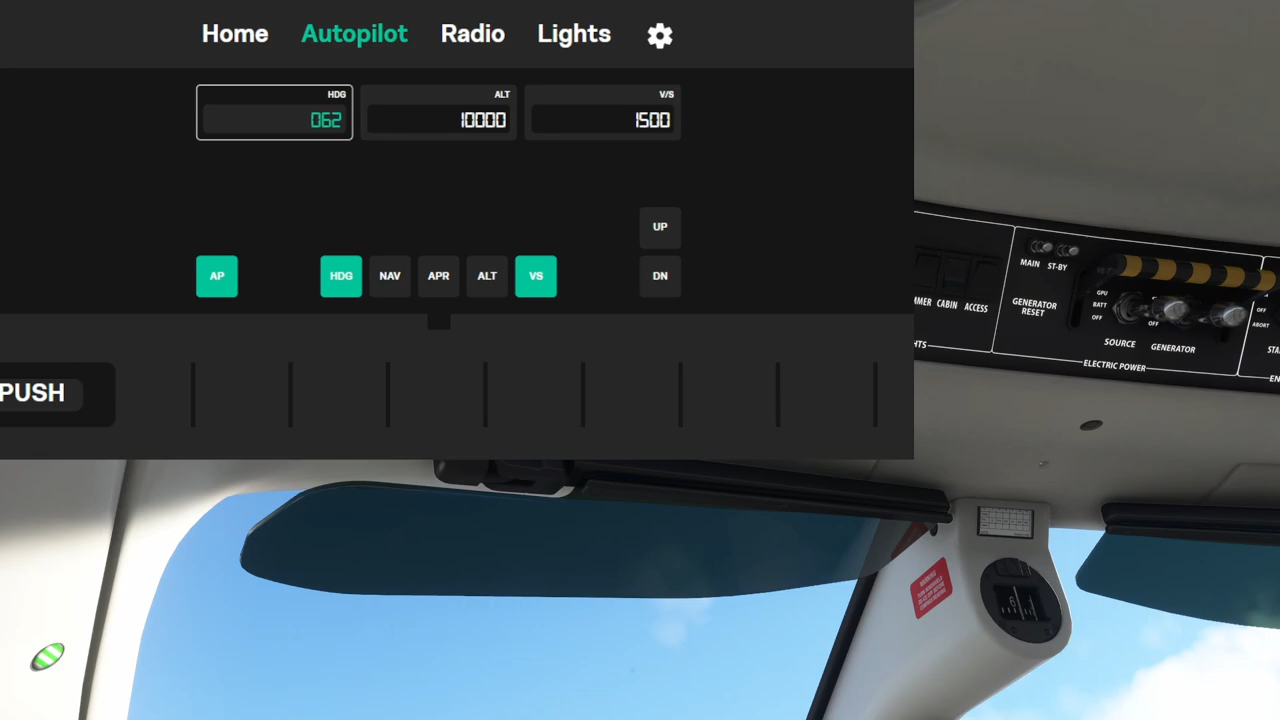 Home Autopilot Radio Lights
HDG
062
ALT
10000
V/S
1500
UP
AP HDG NAV APR ALT VS DN
PUSH
MAIN ST-BY
GENERATOR
RESET
GPU
BATT
OFF
OFF
SOURCE GENERATOR
ELECTRIC POWER
CABIN ACCESS
OFF
ABORT
WARNING